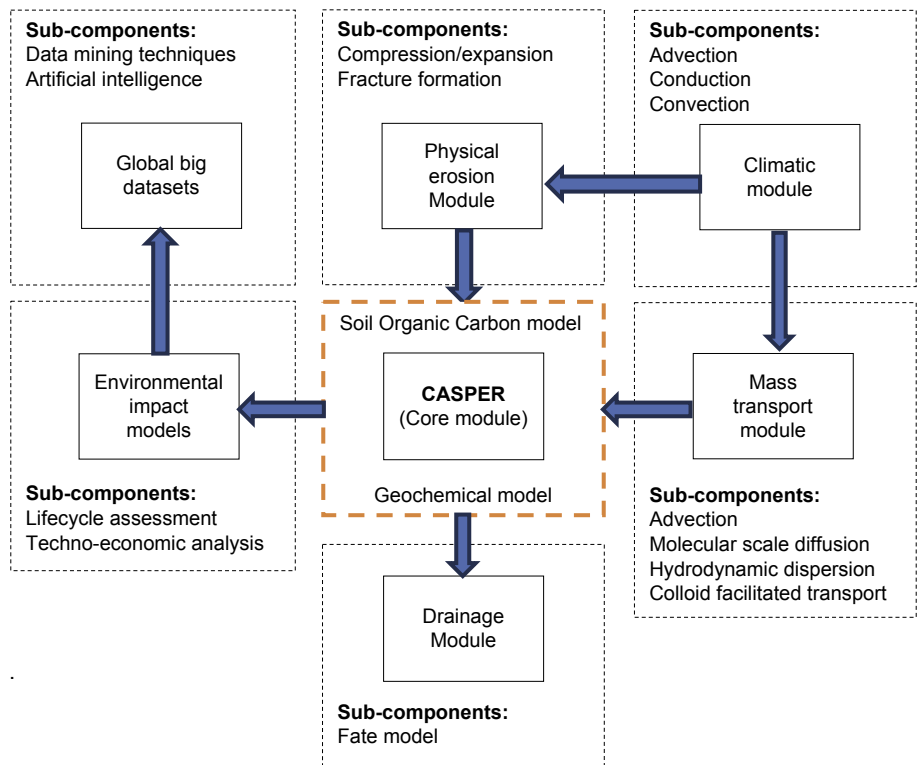 Sub-components:
Data mining techniques
Artificial intelligence
Global big
datasets
Sub-components:
Compression/expansion
Fracture formation
Physical
erosion
Module
Sub-components:
Advection
Conduction
Convection
Climatic
module
Environmental
impact
models
Sub-components:
Lifecycle assessment
Techno-economic analysis
Soil Organic Carbon model
CASPER
(Core module)
Geochemical model
Mass
transport
module
Sub-components:
Advection
Molecular scale diffusion
Hydrodynamic dispersion
Colloid facilitated transport
Drainage
Module
Sub-components:
Fate model
.